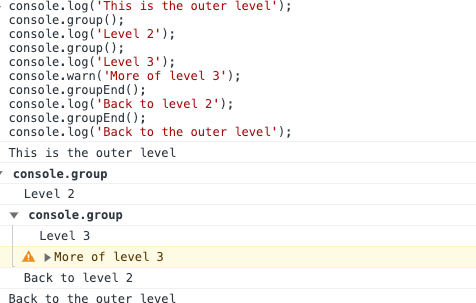 console.log('This is the outer level');
console.group();
console.log('Level 2');
console.group();
console.log('Level 3');
console.warn('More of level 3');
console.groupEnd();
console.log('Back to level 2');
console.groupEnd();
console.log('Back to the outer level');
This is the outer level
console.group
Level 2
console.group
Level 3
More of level 3
Back to level 2
Back to the outer level